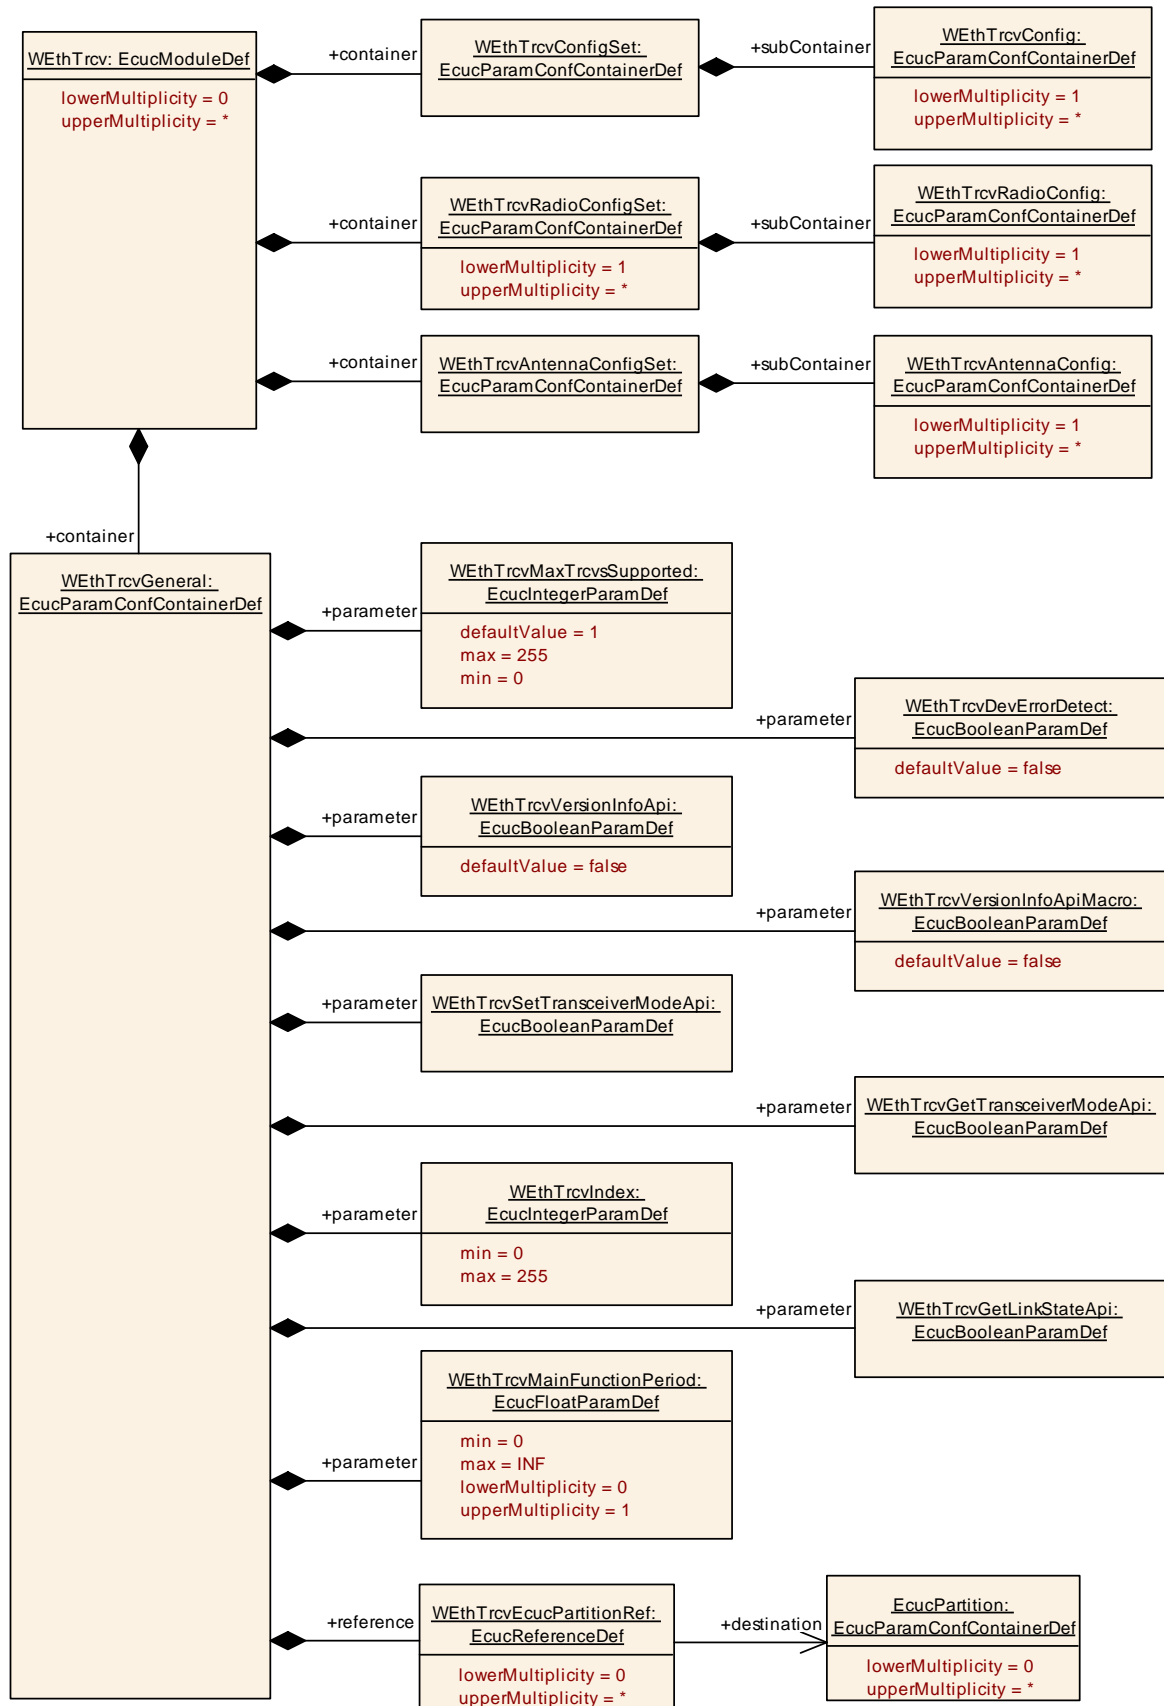 WEthTrcv: EcucModuleDef
lowerMultiplicity = 0
upperMultiplicity = *
+container
WEthTrcvConfigSet:
EcucParamConfContainerDef
+subContainer
WEthTrcvConfig:
EcucParamConfContainerDef
lowerMultiplicity = 1
upperMultiplicity = *
+container
WEthTrcvRadioConfigSet:
EcucParamConfContainerDef
lowerMultiplicity = 1
upperMultiplicity = *
+subContainer
WEthTrcvRadioConfig:
EcucParamConfContainerDef
lowerMultiplicity = 1
upperMultiplicity = *
+container
WEthTrcvAntennaConfigSet:
EcucParamConfContainerDef
+subContainer
WEthTrcvAntennaConfig:
EcucParamConfContainerDef
lowerMultiplicity = 1
upperMultiplicity = *
+container
WEthTrcvGeneral:
EcucParamConfContainerDef
+parameter
WEthTrcvMaxTrcvsSupported:
EcucIntegerParamDef
defaultValue = 1
max = 255
min = 0
+parameter
WEthTrcvDevErrorDetect:
EcucBooleanParamDef
defaultValue = false
+parameter
WEthTrcvVersionInfoApi:
EcucBooleanParamDef
defaultValue = false
+parameter
WEthTrcvVersionInfoApiMacro:
EcucBooleanParamDef
defaultValue = false
+parameter
WEthTrcvSetTransceiverModeApi:
EcucBooleanParamDef
+parameter
WEthTrcvGetTransceiverModeApi:
EcucBooleanParamDef
+parameter
WEthTrcvIndex:
EcucIntegerParamDef
min = 0
max = 255
+parameter
WEthTrcvGetLinkStateApi:
EcucBooleanParamDef
+parameter
WEthTrcvMainFunctionPeriod:
EcucFloatParamDef
min = 0
max = INF
lowerMultiplicity = 0
upperMultiplicity = 1
+reference
WEthTrcvEcucPartitionRef:
EcucReferenceDef
lowerMultiplicity = 0
upperMultiplicity = *
+destination
EcucPartition:
EcucParamConfContainerDef
lowerMultiplicity = 0
upperMultiplicity = *